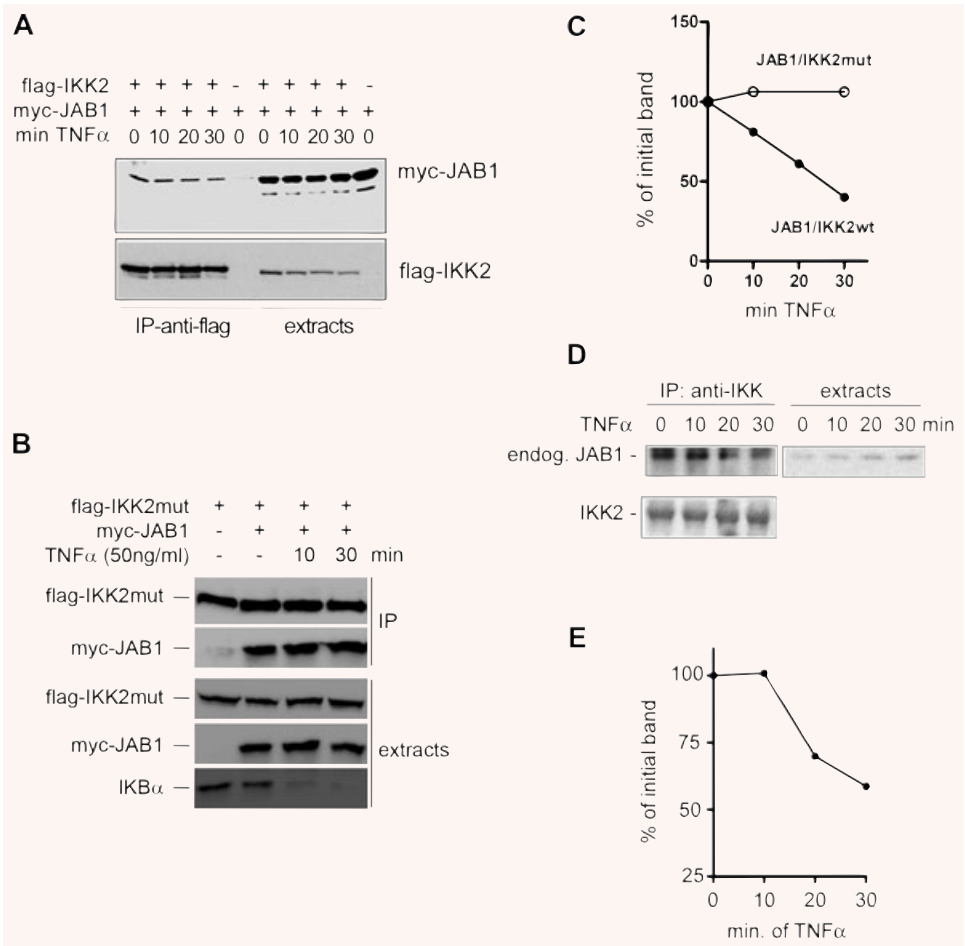 A
flag-IKK2 + + + + - + + + + -
myc-JAB1 + + + + + + + + + +
min TNFα 0 10 20 30 0 0 10 20 30 0
myc-JAB1
flag-IKK2
IP-anti-flag extracts
B
flag-IKK2mut + + + +
myc-JAB1 - + + +
TNFα (50ng/ml) - - 10 30 min
flag-IKK2mut
IP
myc-JAB1
flag-IKK2mut
myc-JAB1
extracts
IKBα
C
150
100
50
0
% of initial band
JAB1/IKK2mut
JAB1/IKK2wt
0 10 20 30
min TNFα
D
IP: anti-IKK extracts
TNFα 0 10 20 30 0 10 20 30 min
endog. JAB1 -
IKK2 -
E
100
75
50
25
% of initial band
0 10 20 30
min. of TNFα